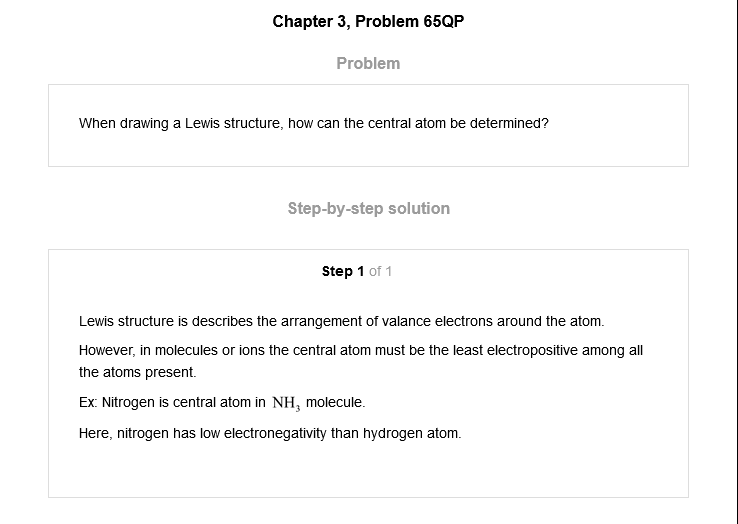 Chapter 3, Problem 65QP
Problem
When drawing a Lewis structure, how can the central atom be determined?
Step-by-step solution
Step 1 of 1
Lewis structure is describes the arrangement of valance electrons around the atom.
However, in molecules or ions the central atom must be the least electropositive among all
the atoms present.
Ex: Nitrogen is central atom in NH₃ molecule.
Here, nitrogen has low electronegativity than hydrogen atom.